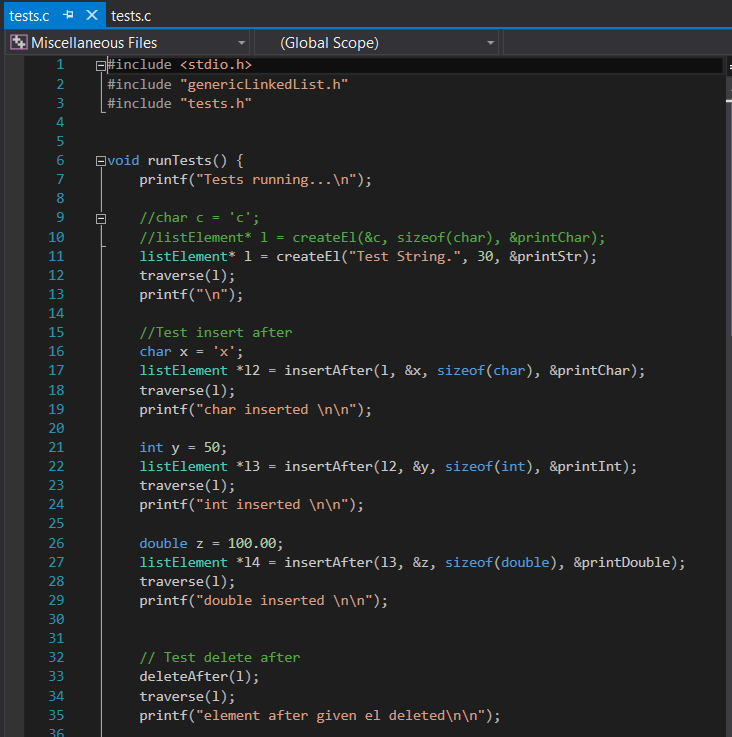 tests.c tests.c
Miscellaneous Files (Global Scope)
1 #include <stdio.h>
2 #include "genericLinkedList.h"
3 #include "tests.h"
4
5
6 void runTests() {
7 printf("Tests running...\n");
8
9 //char c = 'c';
10 //listElement* l = createEl(&c, sizeof(char), &printChar);
11 listElement* l = createEl("Test String.", 30, &printStr);
12 traverse(l);
13 printf("\n");
14
15 //Test insert after
16 char x = 'x';
17 listElement *l2 = insertAfter(l, &x, sizeof(char), &printChar);
18 traverse(l);
19 printf("char inserted \n\n");
20
21 int y = 50;
22 listElement *l3 = insertAfter(l2, &y, sizeof(int), &printInt);
23 traverse(l);
24 printf("int inserted \n\n");
25
26 double z = 100.00;
27 listElement *l4 = insertAfter(l3, &z, sizeof(double), &printDouble);
28 traverse(l);
29 printf("double inserted \n\n");
30
31
32 // Test delete after
33 deleteAfter(l);
34 traverse(l);
35 printf("element after given el deleted\n\n");
36